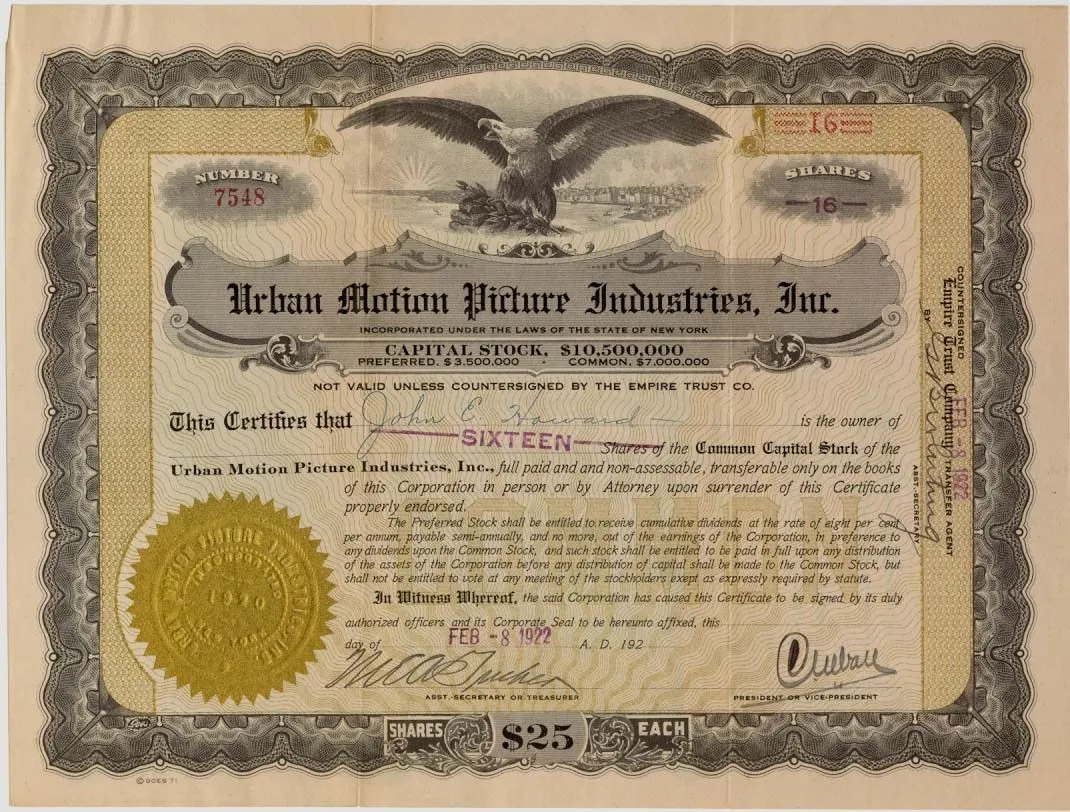 16
NUMBER
7548
SHARES
16
Urban Motion Picture Industries, Inc.
INCORPORATED UNDER THE LAWS OF THE STATE OF NEW YORK
CAPITAL STOCK, $10,500,000
PREFERRED, $3,500,000 - COMMON, $7,000,000
NOT VALID UNLESS COUNTERSIGNED BY THE EMPIRE TRUST CO.
This Certifies that John E. Howard is the owner of
SIXTEEN Shares of the Common Capital Stock of the
Urban Motion Picture Industries, Inc., full paid and and non-assessable, transferable only on the books
of this Corporation in person or by Attorney upon surrender of this Certificate
properly endorsed.
The Preferred Stock shall be entitled to receive cumulative dividends at the rate of eight per cent
per annum, payable semi-annually, and no more, out of the earnings of the Corporation, in preference to
any dividends upon the Common Stock, and such stock shall be entitled to be paid in full upon any distribution
of the assets of the Corporation before any distribution of capital shall be made to the Common Stock, but
shall not be entitled to vote at any meeting of the stockholders exept as expressly required by statute.
In Witness Whereof, the said Corporation has caused this Certificate to be signed by its duly
authorized officers and its Corporate Seal to be hereunto affixed, this
day of FEB -8 1922 A. D. 192
ASST.-SECRETARY OR TREASURER
PRESIDENT OR VICE-PRESIDENT
SHARES $25 EACH
COUNTERSIGNED
Empire Trust Company, TRANSFER AGENT
BY
ASST.-SECRETARY
FEB -8 1922
URBAN MOTION PICTURE INDUSTRIES, INC.
INCORPORATED
1920
NEW YORK
© GOES 71